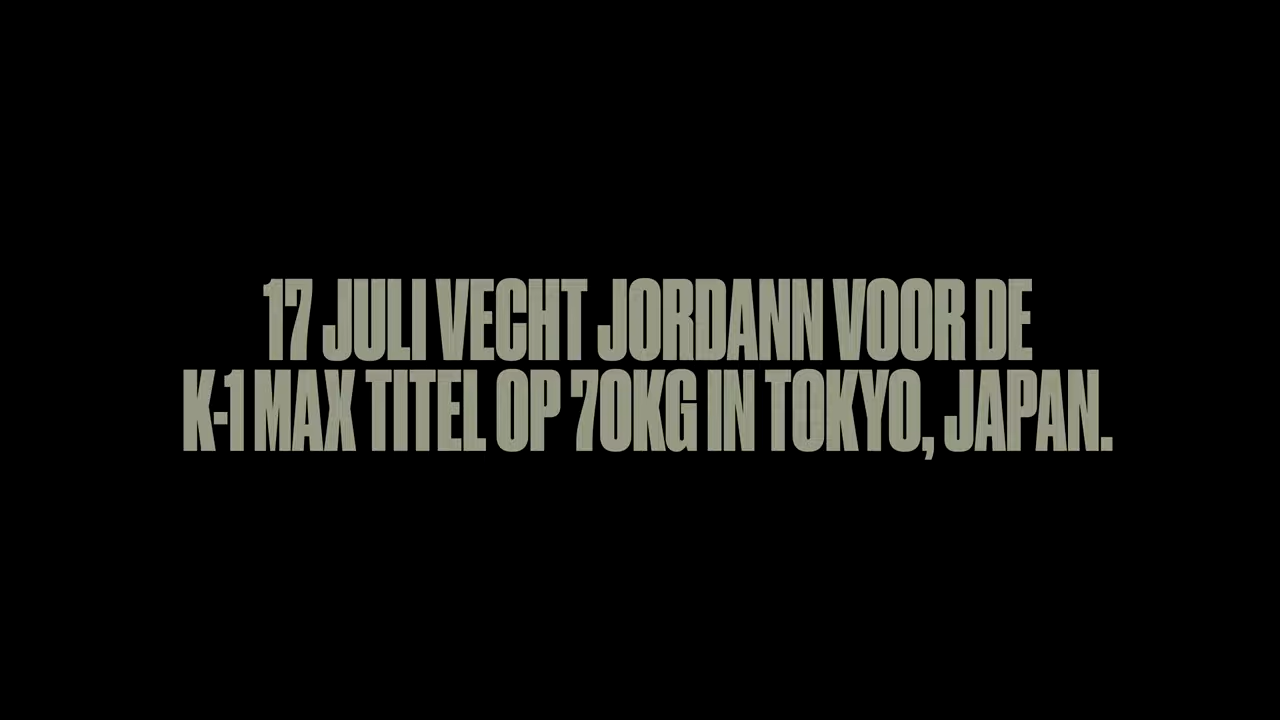 17 JULI VECHT JORDANN VOOR DE
K-1 MAX TITEL OP 70KG IN TOKYO, JAPAN.